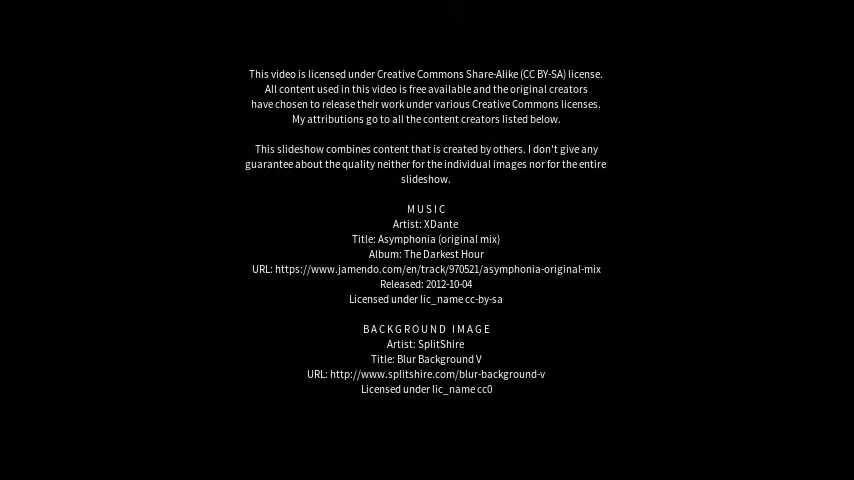 This video is licensed under Creative Commons Share-Alike (CC BY-SA) license.
All content used in this video is free available and the original creators
have chosen to release their work under various Creative Commons licenses.
My attributions go to all the content creators listed below.
This slideshow combines content that is created by others. I don't give any
guarantee about the quality neither for the individual images nor for the entire
slideshow.
MUSIC
Artist: XDante
Title: Asymphonia (original mix)
Album: The Darkest Hour
URL: https://www.jamendo.com/en/track/970521/asymphonia-original-mix
Released: 2012-10-04
Licensed under lic_name cc-by-sa
BACKGROUND IMAGE
Artist: SplitShire
Title: Blur Background V
URL: http://www.splitshire.com/blur-background-v
Licensed under lic_name cc0